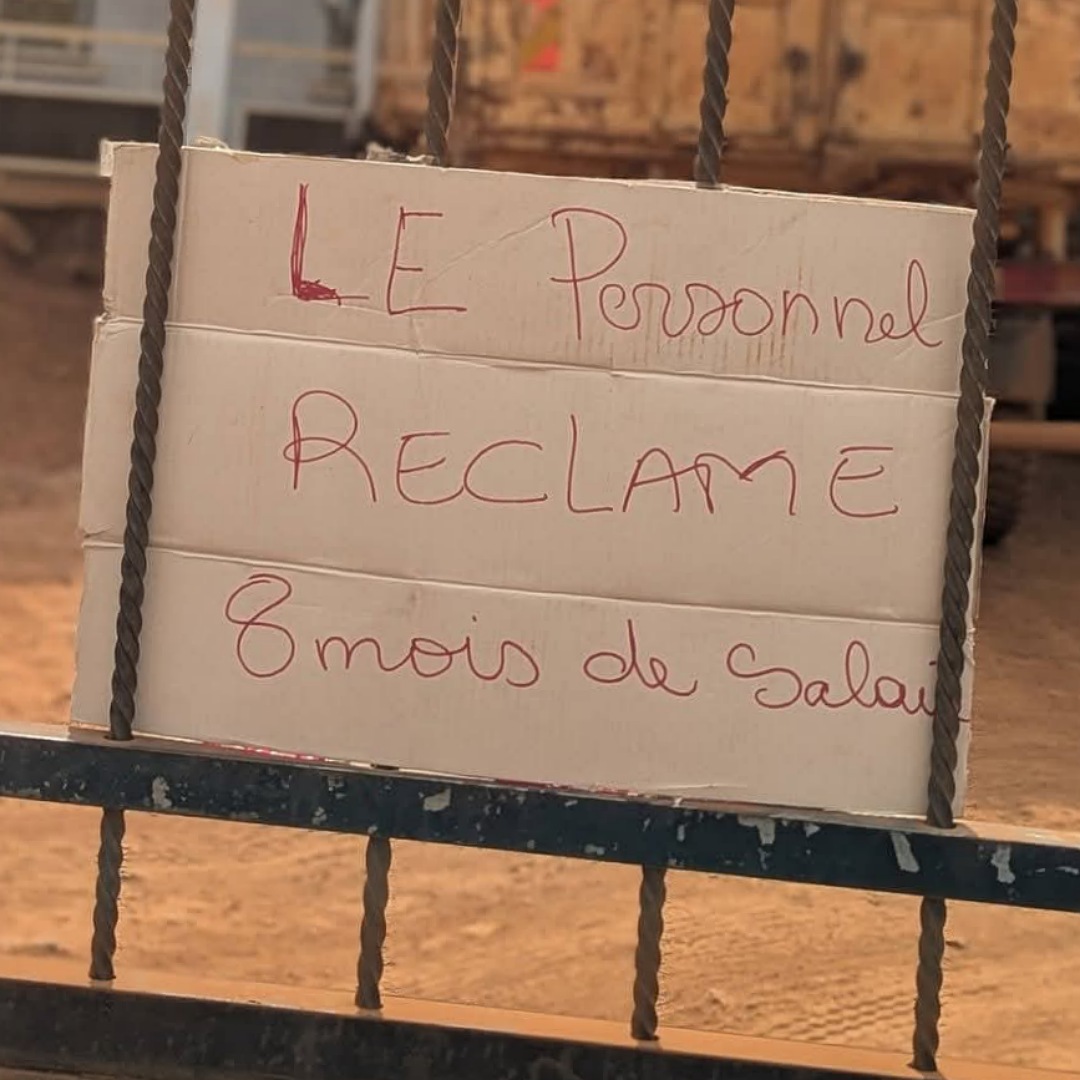 LE Personnel
RECLAME
8 mois de Salai